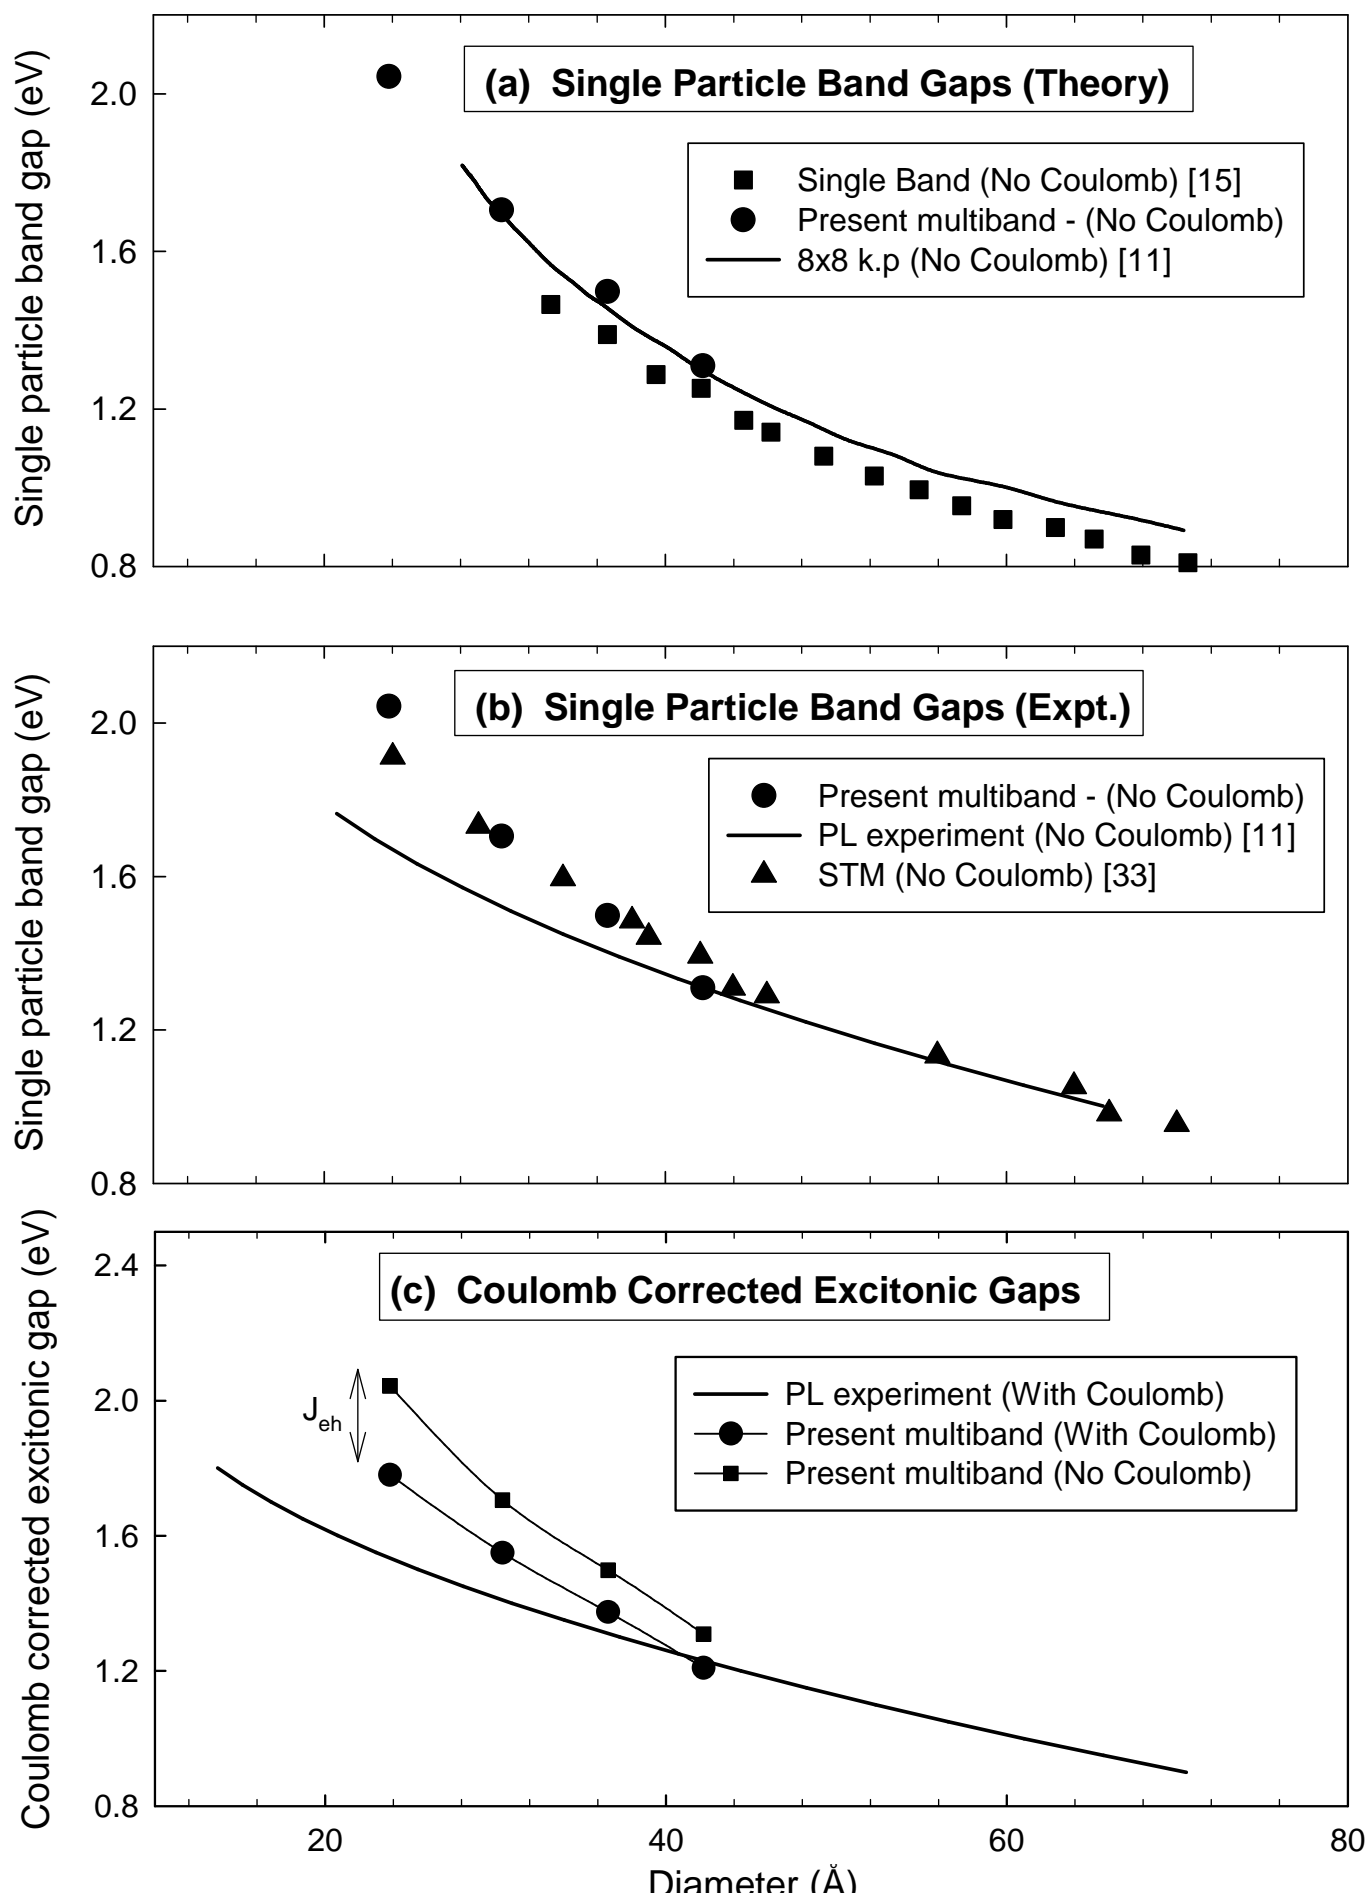 (a) Single Particle Band Gaps (Theory)
Single particle band gap (eV)
2.0
1.6
1.2
0.8
Single Band (No Coulomb) [15]
Present multiband - (No Coulomb)
8x8 k.p (No Coulomb) [11]
(b) Single Particle Band Gaps (Expt.)
Single particle band gap (eV)
2.0
1.6
1.2
0.8
Present multiband - (No Coulomb)
PL experiment (No Coulomb) [11]
STM (No Coulomb) [33]
(c) Coulomb Corrected Excitonic Gaps
Coulomb corrected excitonic gap (eV)
2.4
2.0
1.6
1.2
0.8
Jeh
PL experiment (With Coulomb)
Present multiband (With Coulomb)
Present multiband (No Coulomb)
20 40 60 80
Diameter (Å)